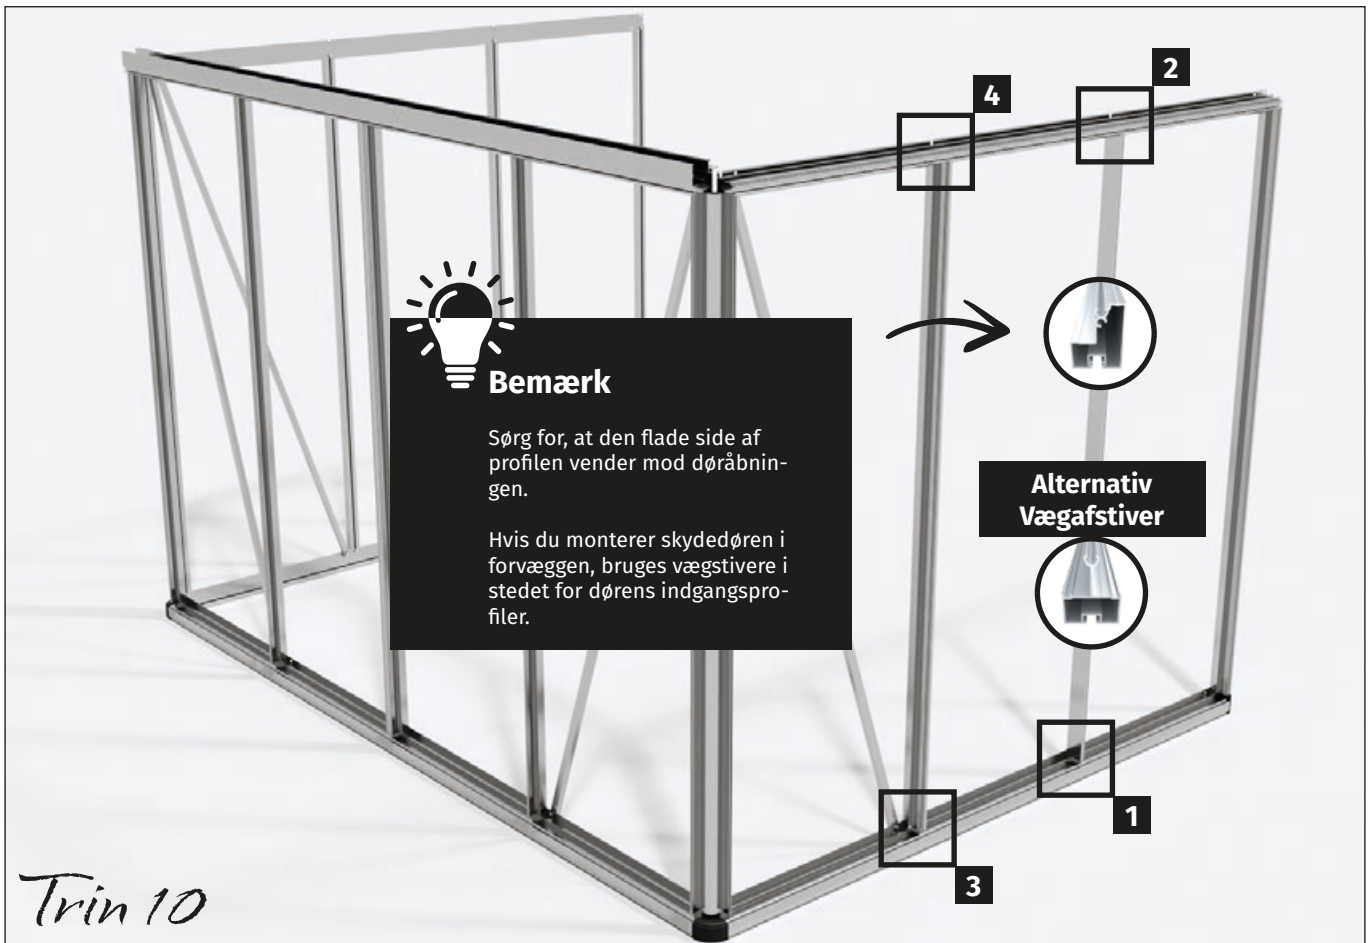 2
4
Bemærk
Sørg for, at den flade side af
profilen vender mod døråbnin-
gen.
Hvis du monterer skydedøren i
forvæggen, bruges vægstivere i
stedet for dørens indgangspro-
filer.
Alternativ
Vægafstiver
1
3
Trin 10